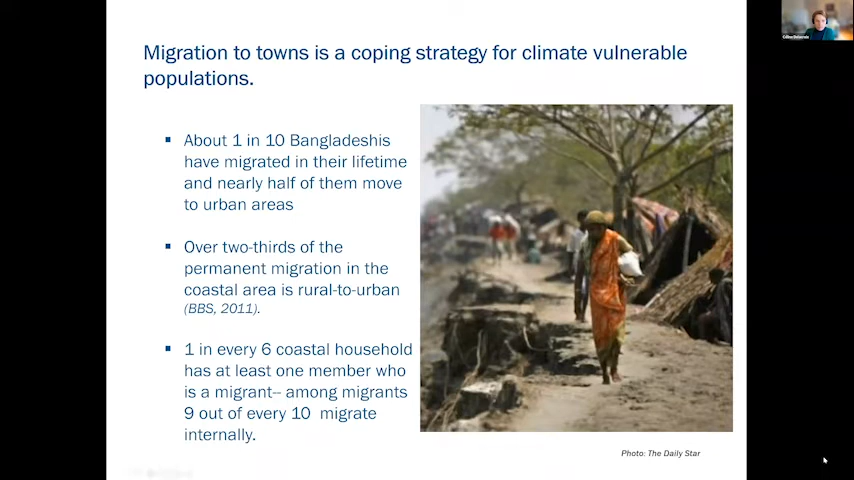 Migration to towns is a coping strategy for climate vulnerable
populations.
▪ About 1 in 10 Bangladeshis
have migrated in their lifetime
and nearly half of them move
to urban areas
▪ Over two-thirds of the
permanent migration in the
coastal area is rural-to-urban
(BBS, 2011).
▪ 1 in every 6 coastal household
has at least one member who
is a migrant-- among migrants
9 out of every 10 migrate
internally.
Photo: The Daily Star